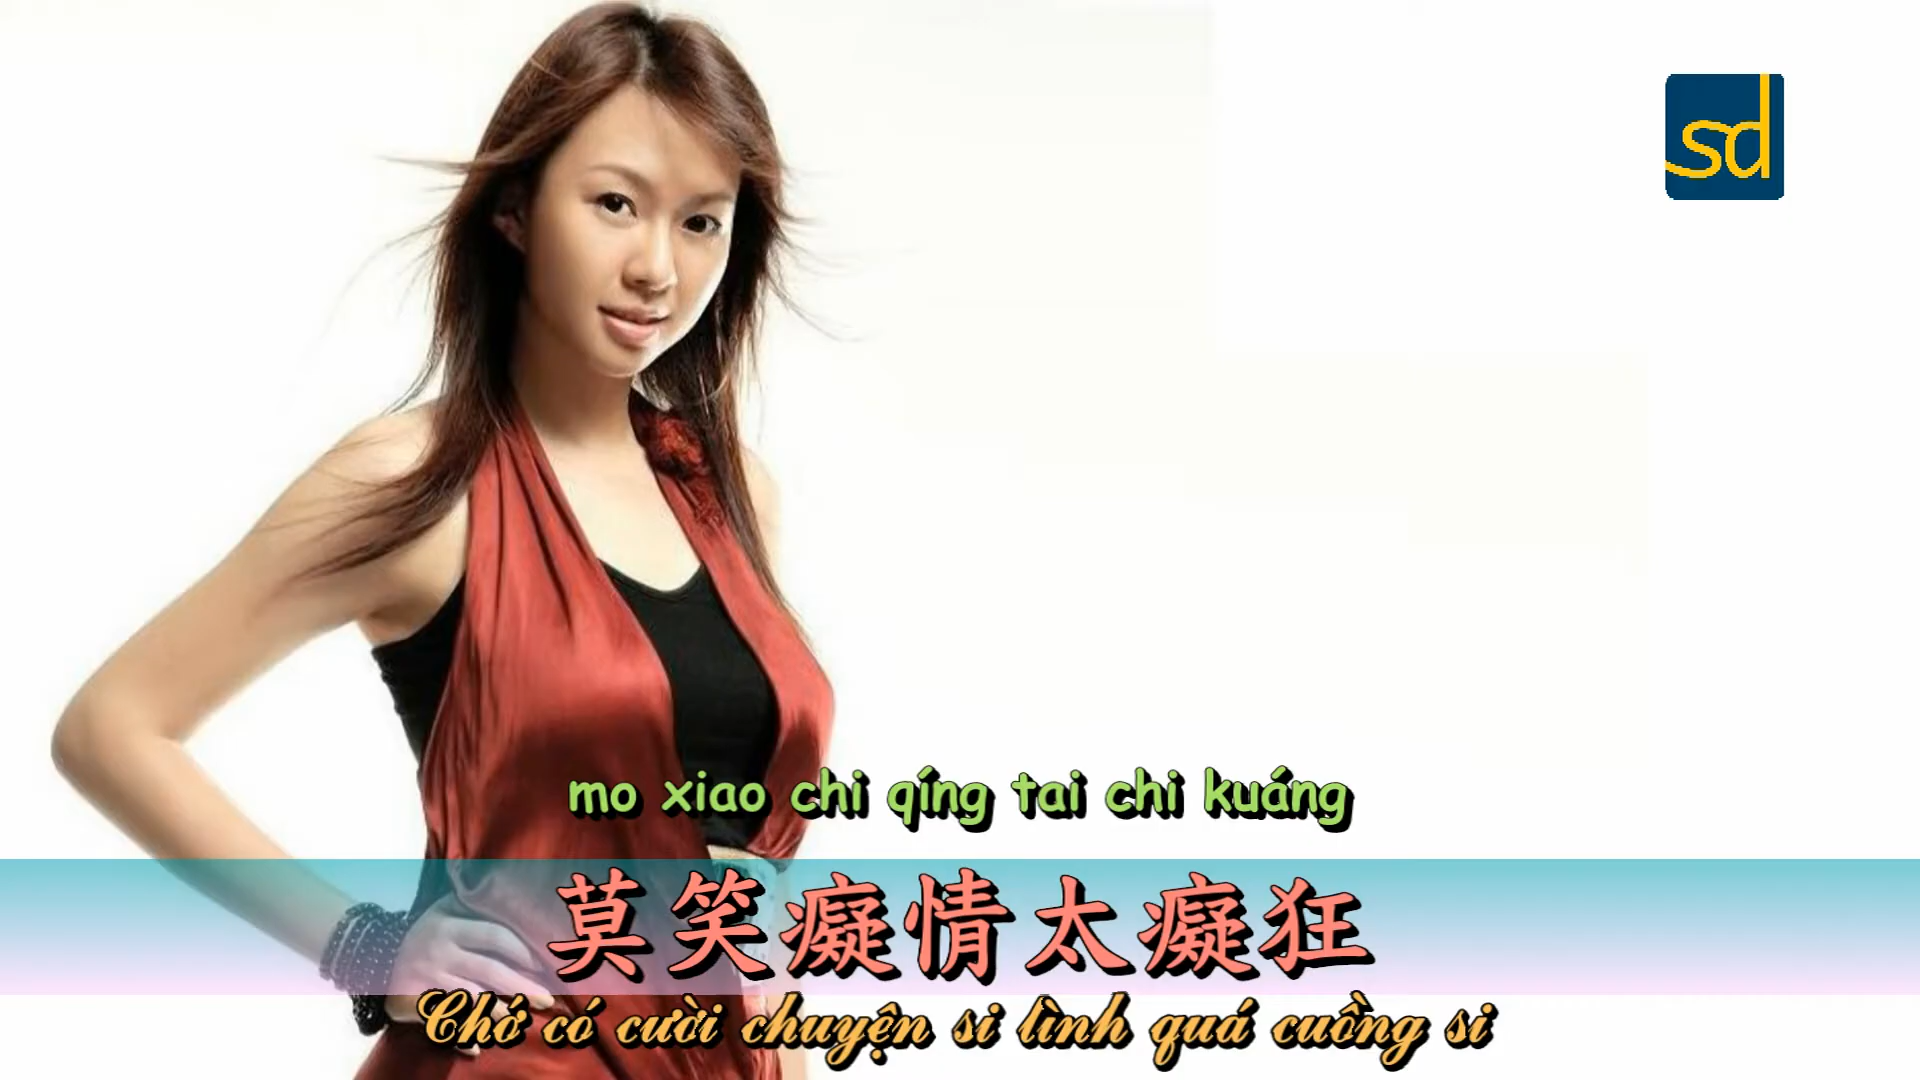 sd
mo xiao chi qíng tai chi kuáng
莫笑癡情太癡狂
Chớ có cười chuyện si tình quá cuồng si